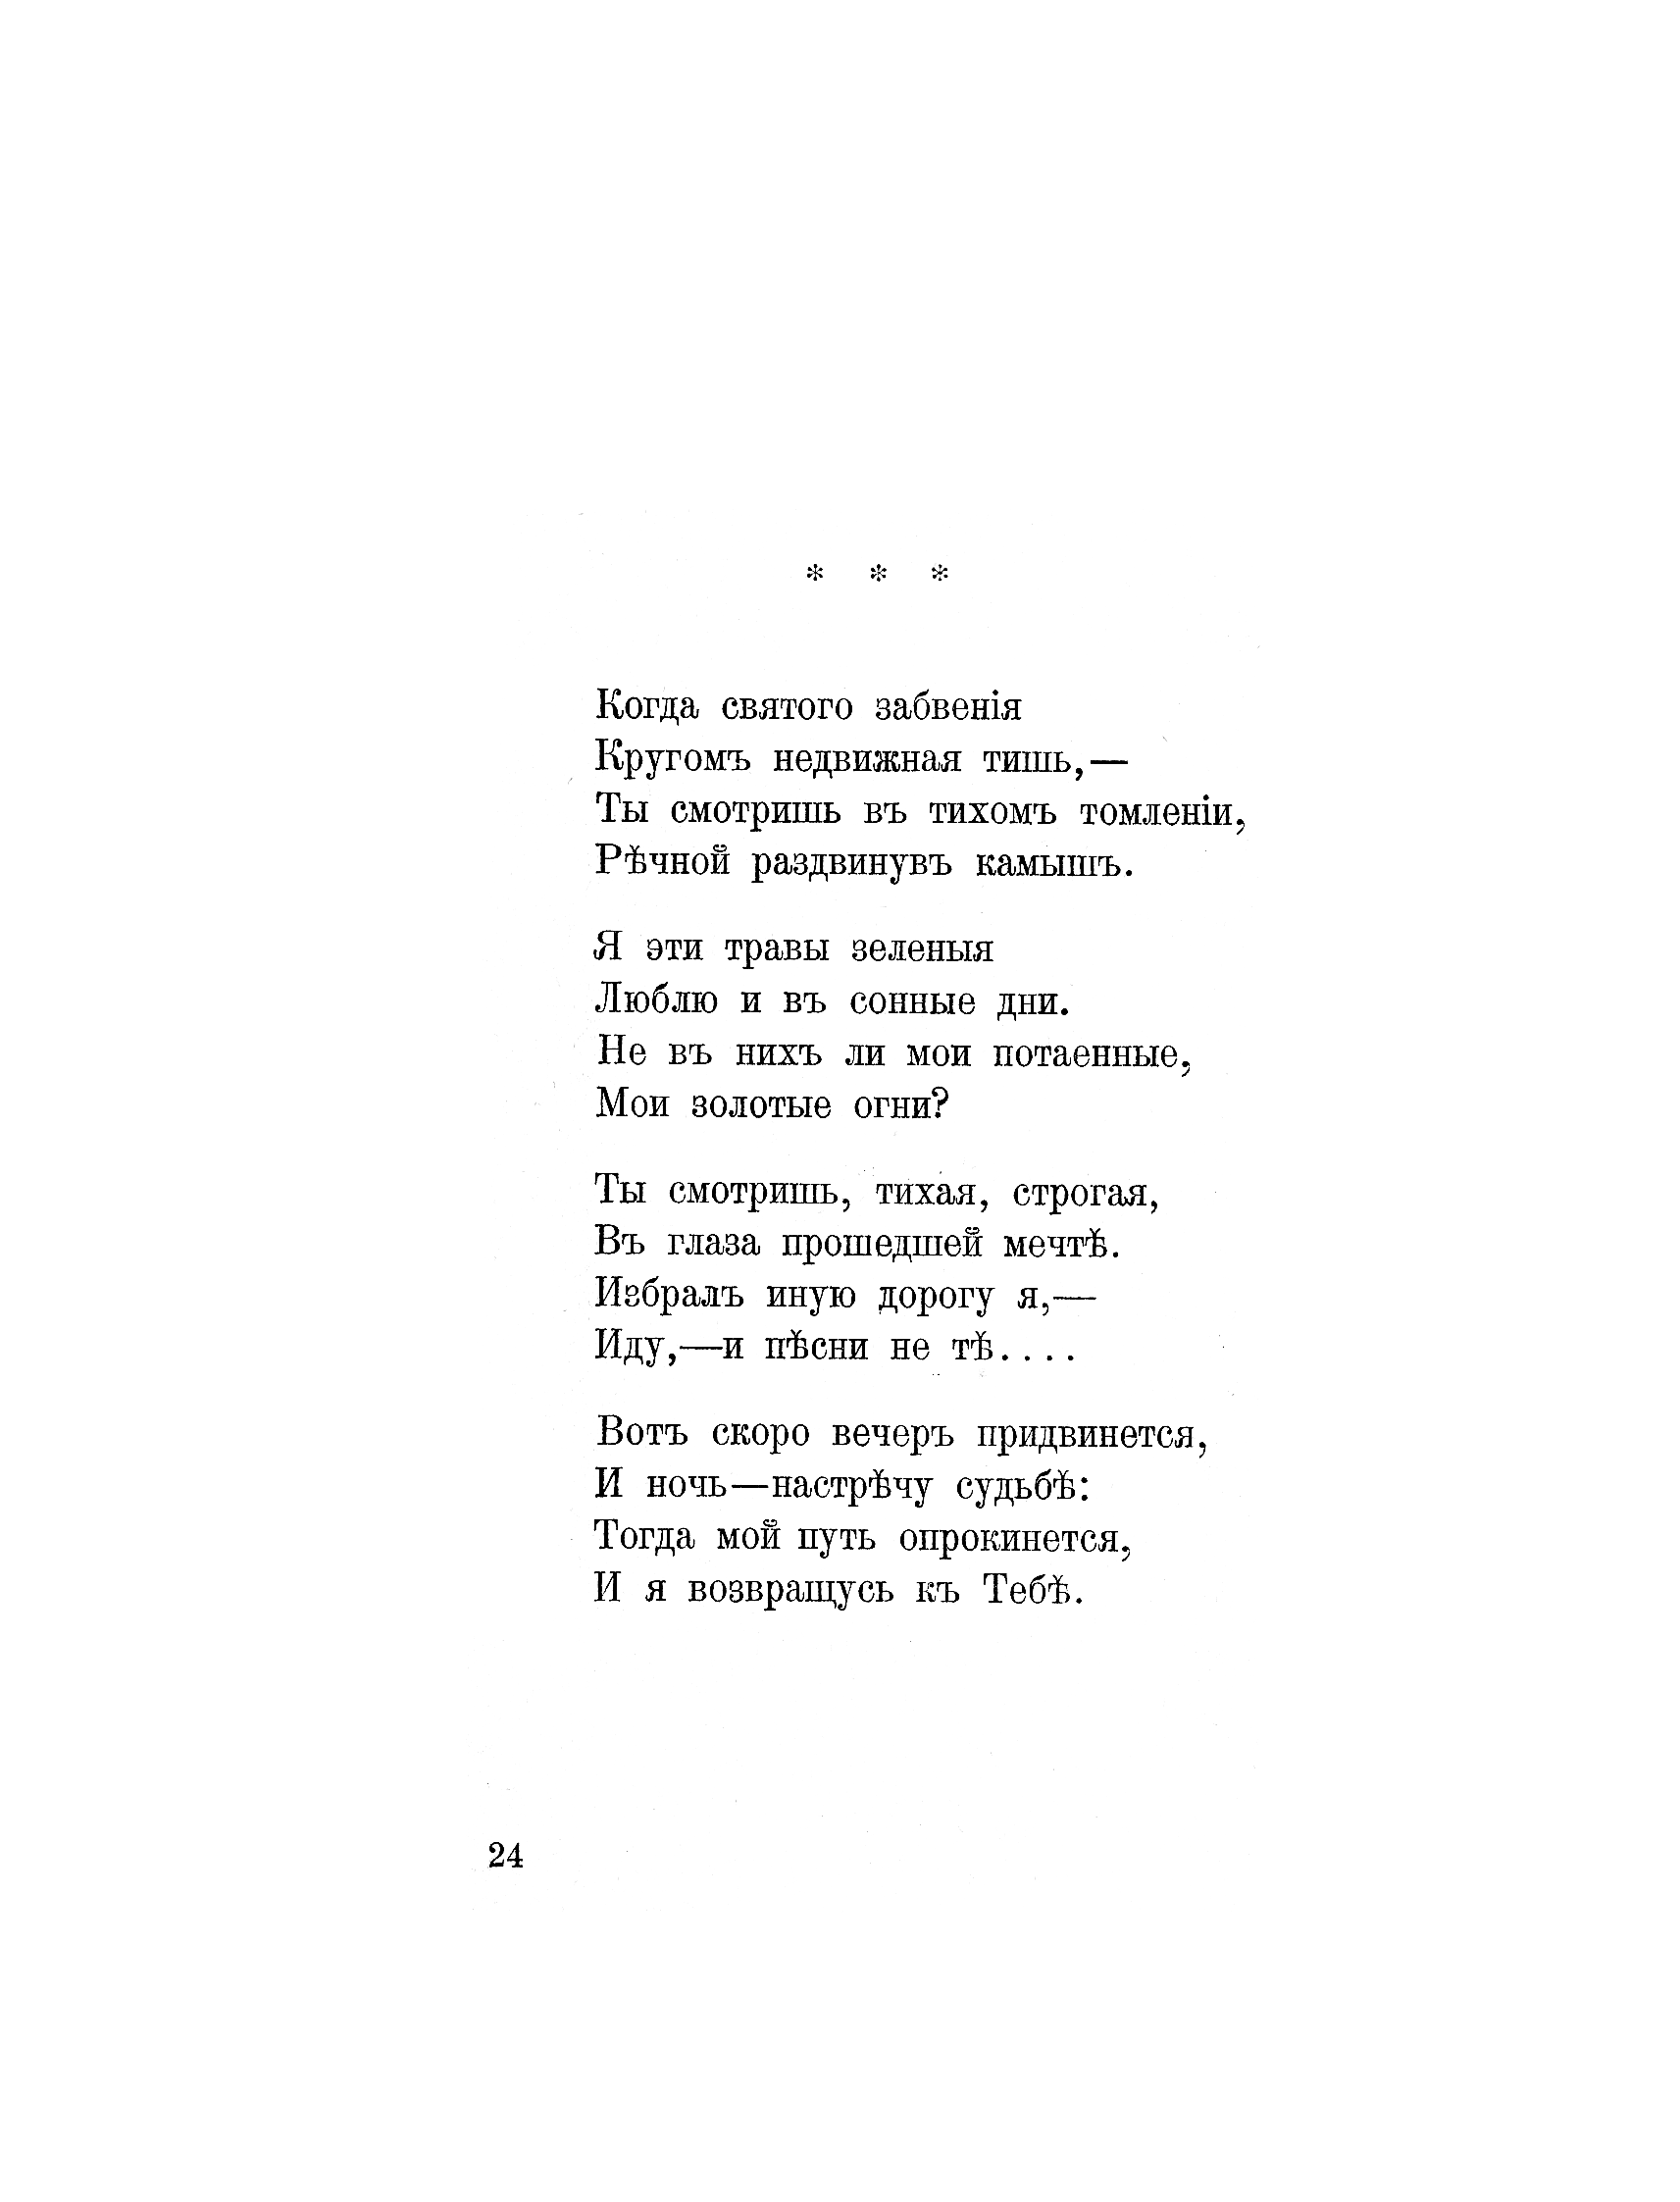 * * *
Когда святого забвенія
Кругомъ недвижная тишь,—
Ты смотришь въ тихомъ томленіи,
Рѣчной раздвинувъ камышъ.
Я эти травы зеленыя
Люблю и въ сонные дни.
Не въ нихъ ли мои потаенные,
Мои золотые огни?
Ты смотришь, тихая, строгая,
Въ глаза прошедшей мечтѣ.
Избралъ иную дорогу я,—
Иду,—и пѣсни не тѣ....
Вотъ скоро вечеръ придвинется,
И ночь—настрѣчу судьбѣ:
Тогда мой путь опрокинется,
И я возвращусь къ Тебѣ.
24